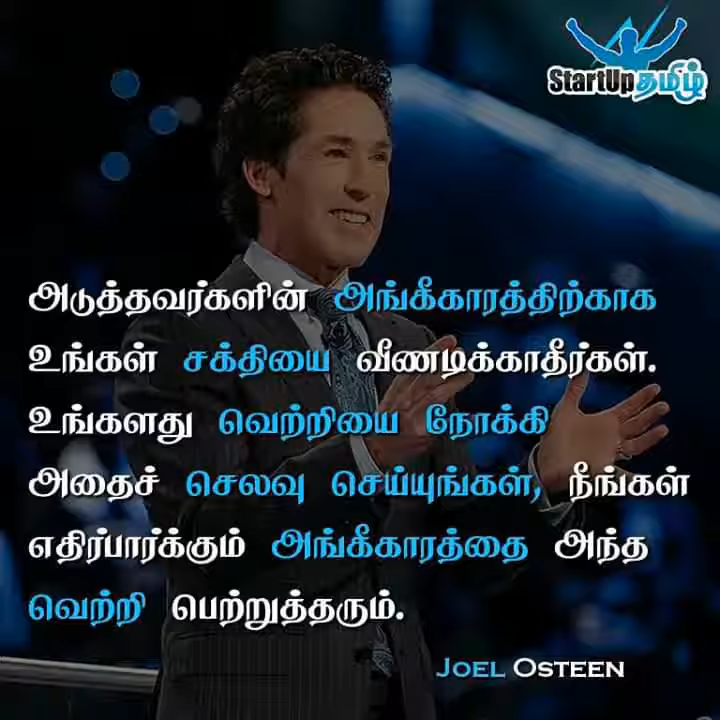 StartUpதமிழ்
அடுத்தவர்களின் அங்கீகாரத்திற்காக
உங்கள் சக்தியை வீணடிக்காதீர்கள்.
உங்களது வெற்றியை நோக்கி
அதைச் செலவு செய்யுங்கள், நீங்கள்
எதிர்பார்க்கும் அங்கீகாரத்தை அந்த
வெற்றி பெற்றுத்தரும்.
JOEL OSTEEN